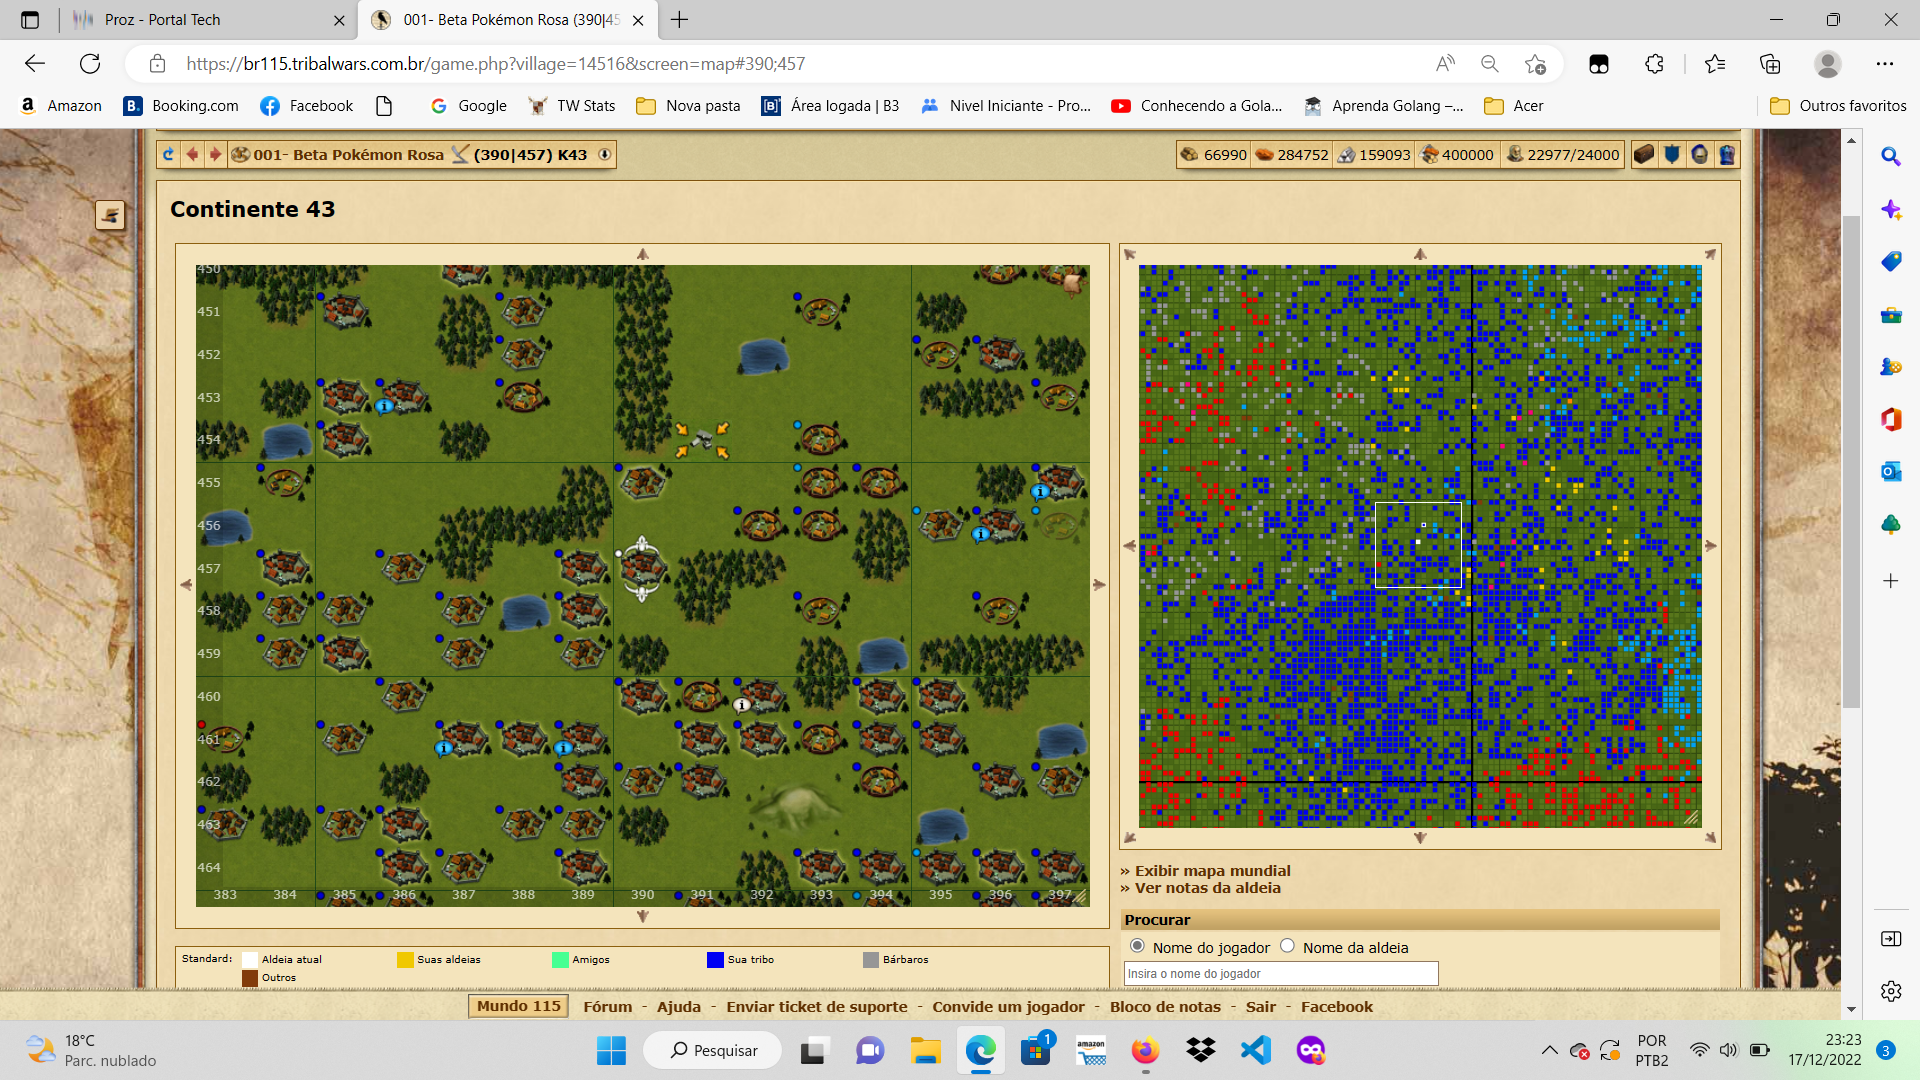 Proz - Portal Tech
001- Beta Pokémon Rosa (390|45
https://br115.tribalwars.com.br/game.php?village=14516&screen=map#390;457
Amazon
Booking.com
Facebook
Google
TW Stats
Nova pasta
Área logada | B3
Nivel Iniciante - Pro...
Conhecendo a Gola...
Aprenda Golang –...
Acer
Outros favoritos
001- Beta Pokémon Rosa (390|457) K43
66990
284752
159093
400000
22977/24000
Continente 43
450
451
452
453
454
455
456
457
458
459
460
461
462
463
464
383 384 385 386 387 388 389 390 391 392 393 394 395 396 397
» Exibir mapa mundial
» Ver notas da aldeia
Procurar
Nome do jogador Nome da aldeia
Insira o nome do jogador
Standard: Aldeia atual Suas aldeias Amigos Sua tribo Bárbaros
Outros
Mundo 115 Fórum - Ajuda - Enviar ticket de suporte - Convide um jogador - Bloco de notas - Sair - Facebook
18°C
Parc. nublado
Pesquisar
1
amazon
POR
PTB2
23:23
17/12/2022
3